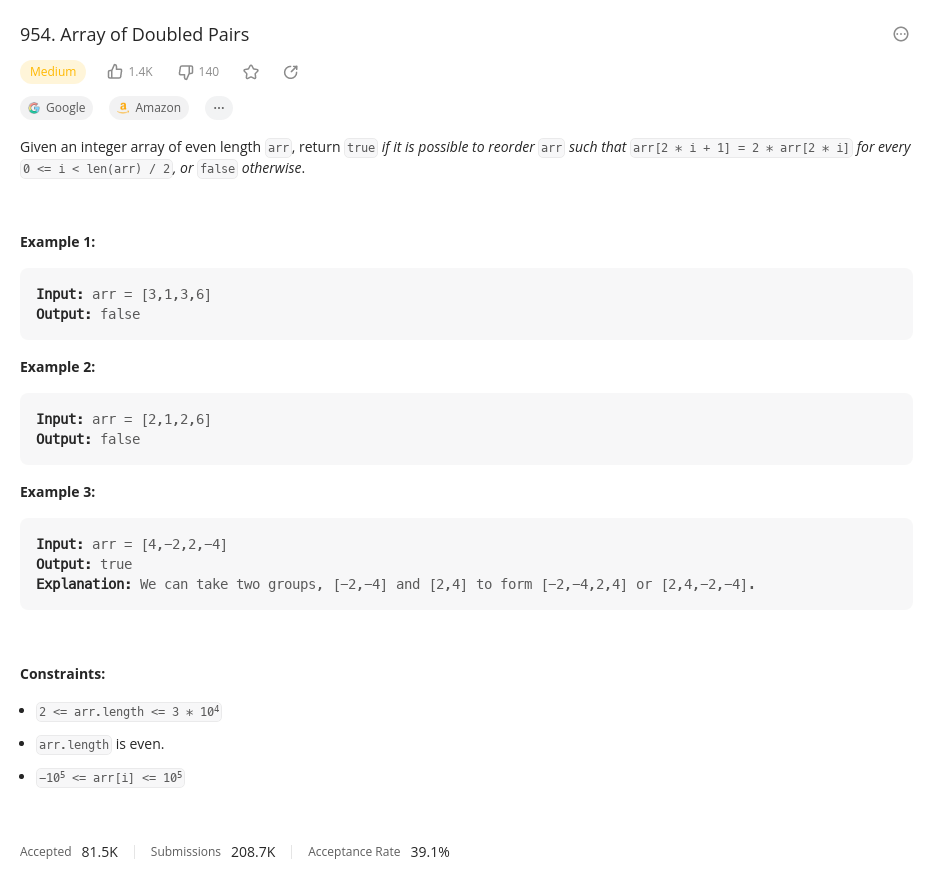 954. Array of Doubled Pairs
Medium 1.4K 140
Google Amazon
Given an integer array of even length arr, return true if it is possible to reorder arr such that arr[2 * i + 1] = 2 * arr[2 * i] for every
0 <= i < len(arr) / 2, or false otherwise.
Example 1:
Input: arr = [3,1,3,6]
Output: false
Example 2:
Input: arr = [2,1,2,6]
Output: false
Example 3:
Input: arr = [4,-2,2,-4]
Output: true
Explanation: We can take two groups, [-2,-4] and [2,4] to form [-2,-4,2,4] or [2,4,-2,-4].
Constraints:
2 <= arr.length <= 3 * 10⁴
arr.length is even.
-10⁵ <= arr[i] <= 10⁵
Accepted 81.5K Submissions 208.7K Acceptance Rate 39.1%